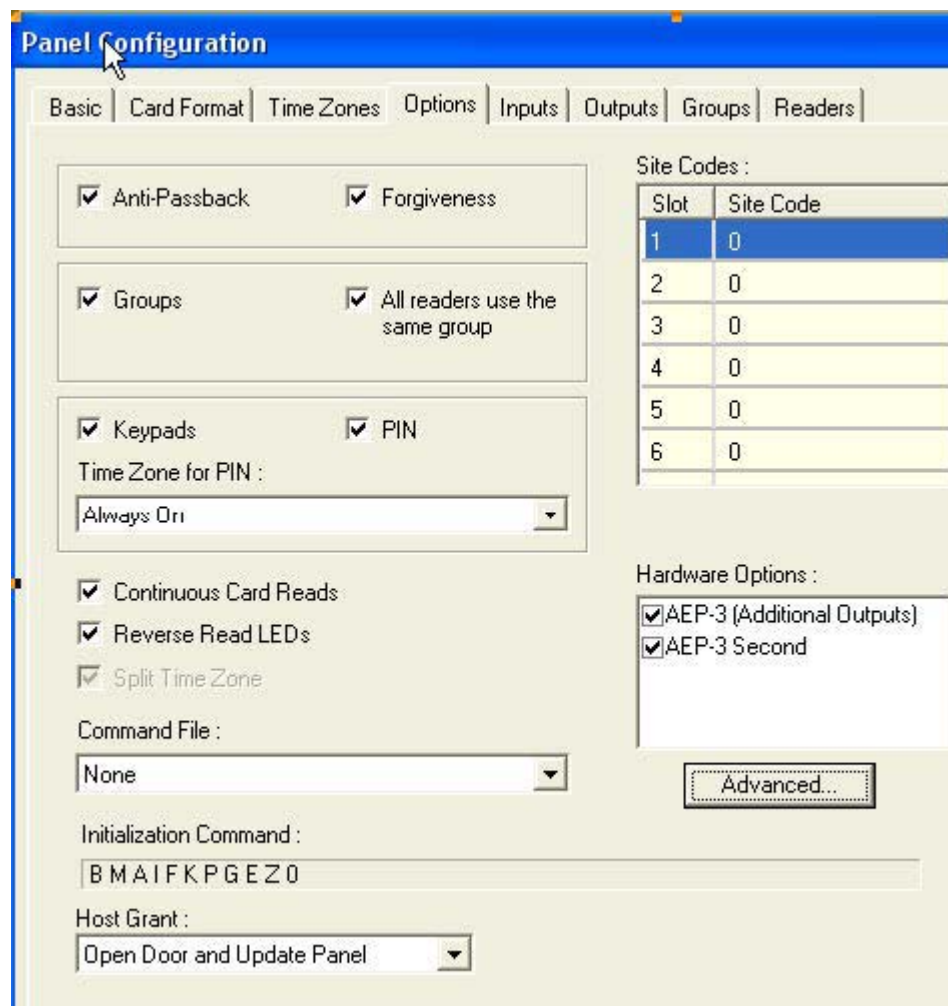 Panel Configuration
Basic Card Format Time Zones Options Inputs Outputs Groups Readers
Anti-Passback Forgiveness
Groups All readers use the
same group
Keypads PIN
Time Zone for PIN :
Always On
Continuous Card Reads
Reverse Read LEDs
Split Time Zone
Command File :
None
Initialization Command :
B M A I F K P G E Z 0
Host Grant :
Open Door and Update Panel
Site Codes :
Slot Site Code
1 0
2 0
3 0
4 0
5 0
6 0
Hardware Options :
AEP-3 (Additional Outputs)
AEP-3 Second
Advanced...